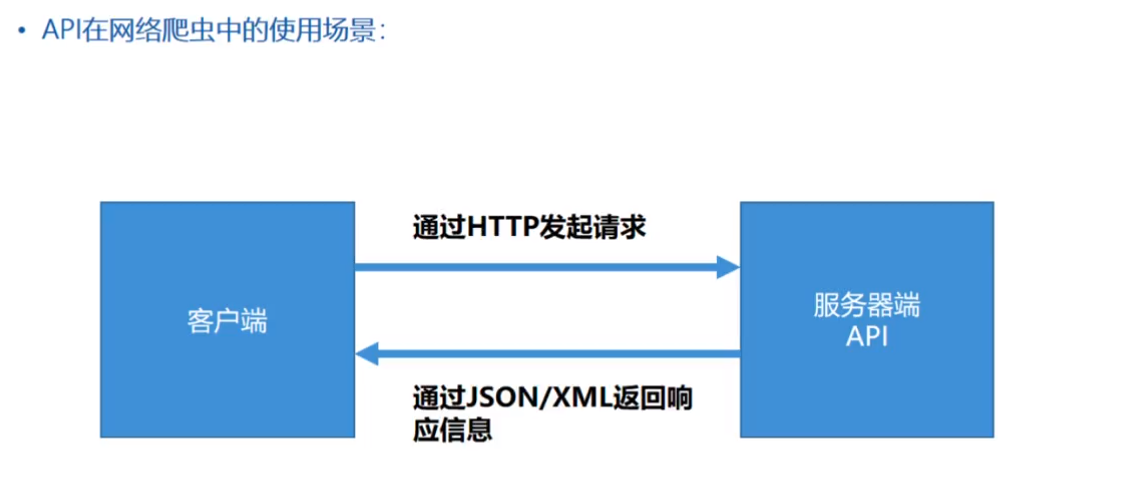 • API在网络爬虫中的使用场景：
通过HTTP发起请求
客户端
服务器端
API
通过JSON/XML返回响
应信息